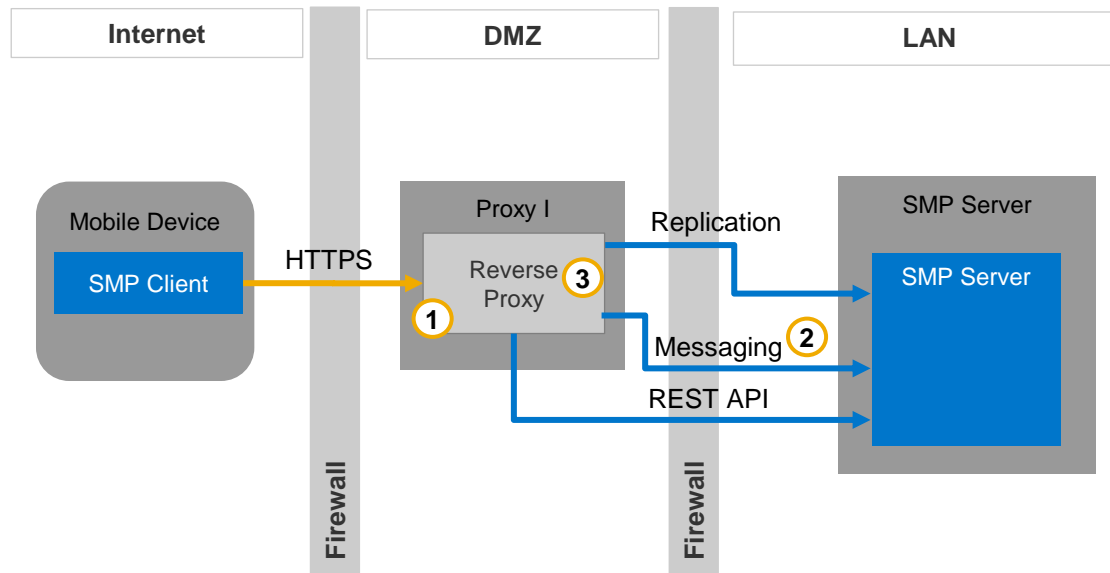 Internet
DMZ
LAN
Mobile Device
SMP Client
HTTPS
Proxy I
Reverse
Proxy
3
1
Replication
Messaging
2
REST API
SMP Server
SMP Server
Firewall
Firewall